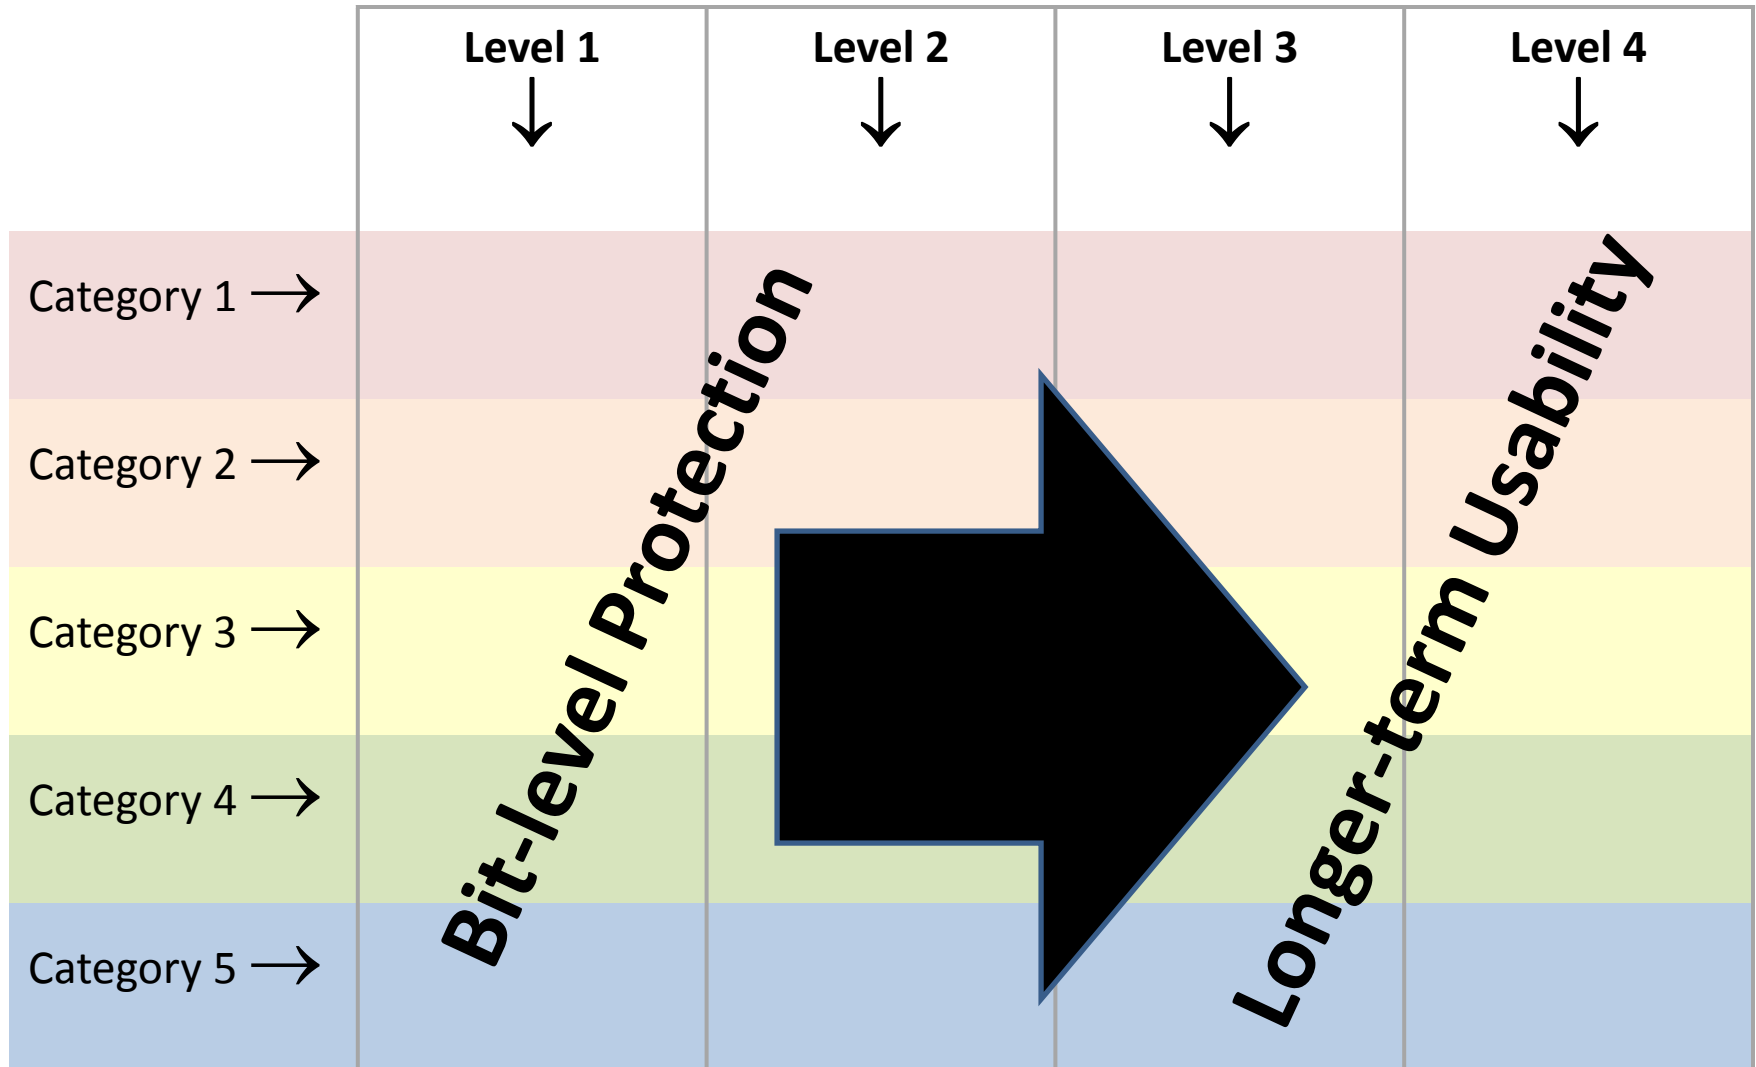 Level 1
Level 2
Level 3
Level 4
Category 1
Category 2
Category 3
Category 4
Category 5
Bit-level Protection
Longer-term Usability